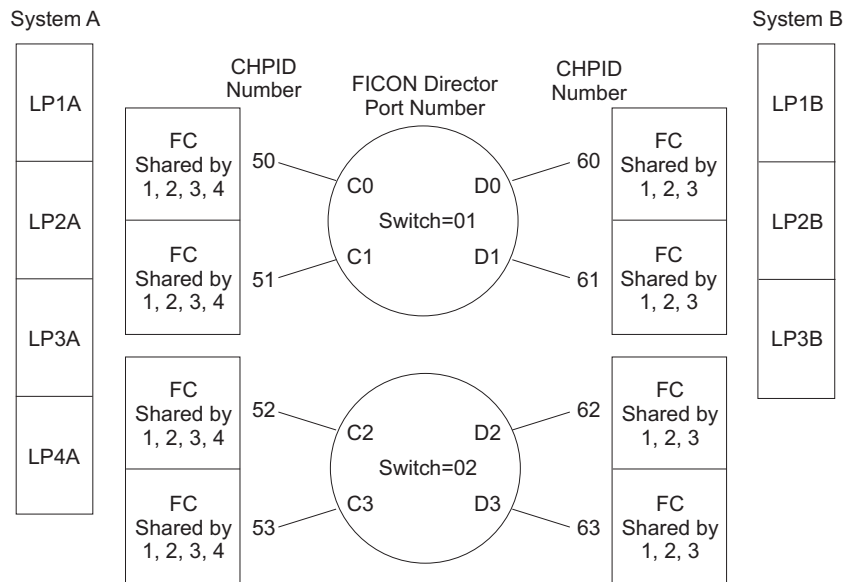 System A
System B
LP1A
LP2A
LP3A
LP4A
CHPID
Number
FICON Director
Port Number
CHPID
Number
FC
Shared by
1, 2, 3, 4
50
C0
D0
60
FC
Shared by
1, 2, 3
Switch=01
FC
Shared by
1, 2, 3, 4
51
C1
D1
61
FC
Shared by
1, 2, 3
FC
Shared by
1, 2, 3, 4
52
C2
D2
62
FC
Shared by
1, 2, 3
Switch=02
FC
Shared by
1, 2, 3, 4
53
C3
D3
63
FC
Shared by
1, 2, 3
LP1B
LP2B
LP3B